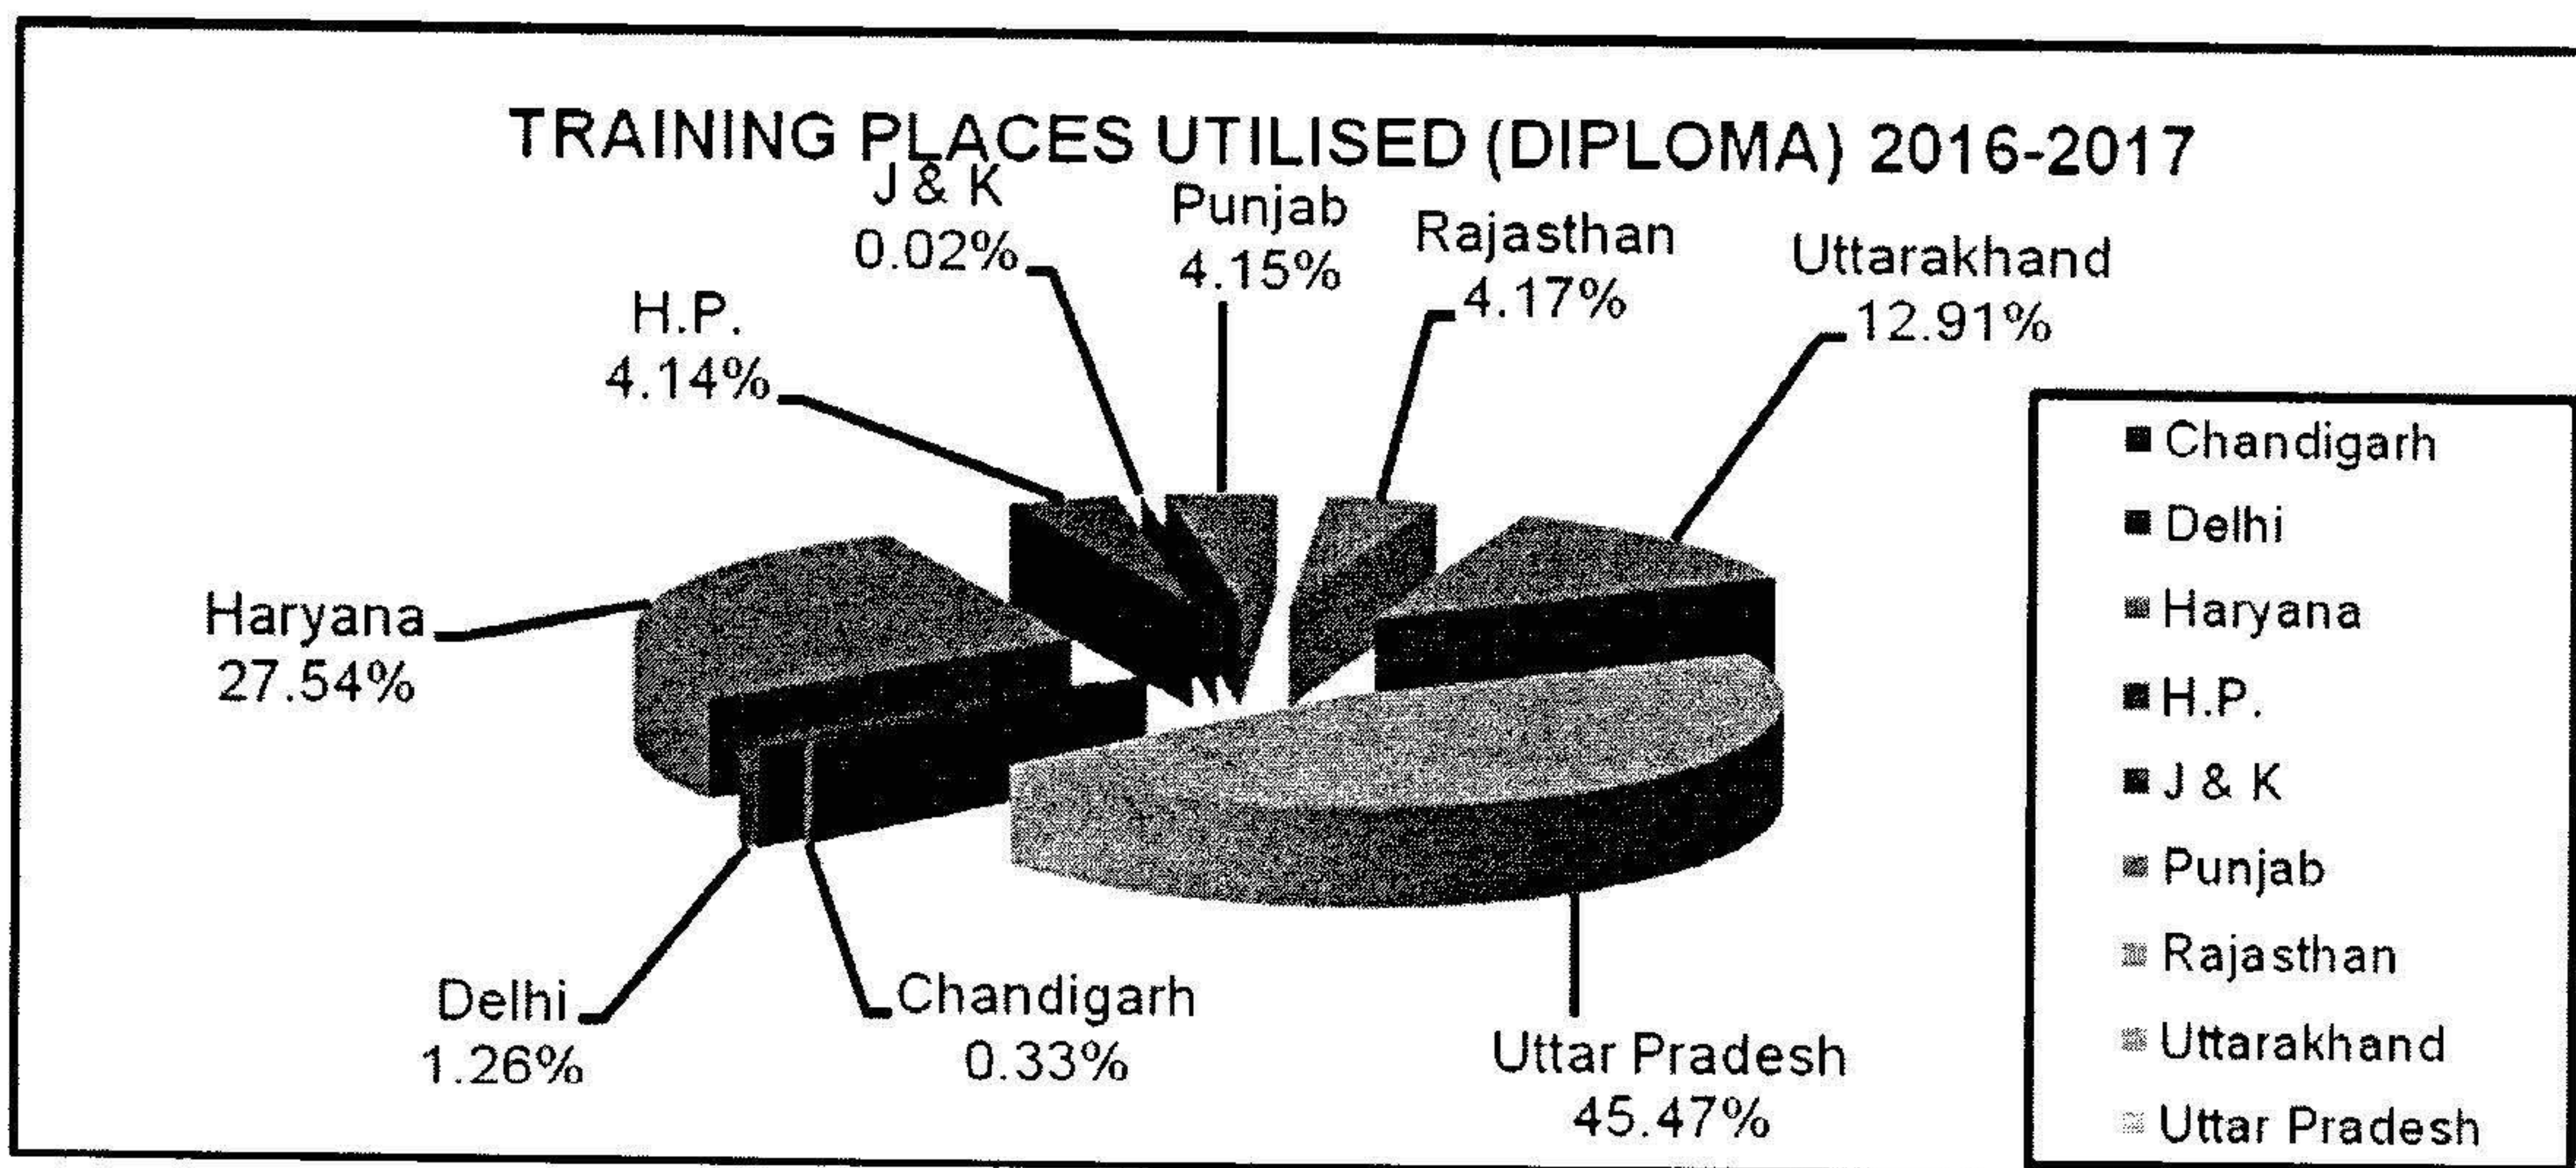 TRAINING PLACES UTILISED (DIPLOMA) 2016-2017
J & K
0.02%
Punjab
4.15%
Rajasthan
4.17%
Uttarakhand
12.91%
H.P.
4.14%
Haryana
27.54%
Delhi
1.26%
Chandigarh
0.33%
Uttar Pradesh
45.47%
Chandigarh
Delhi
Haryana
H.P.
J & K
Punjab
Rajasthan
Uttarakhand
Uttar Pradesh